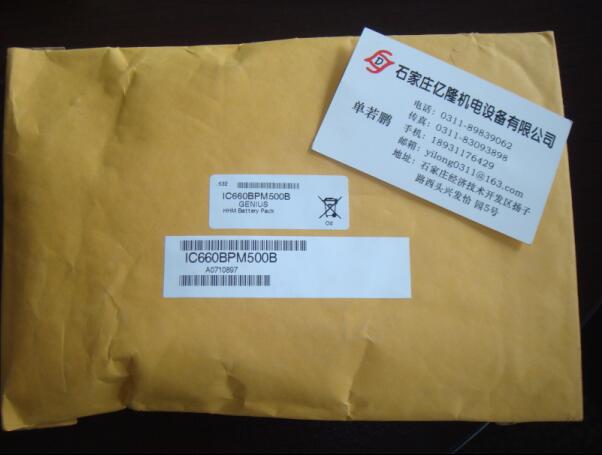 石家庄亿隆机电设备有限公司
单若鹏
电话: 0311-89839062
传真: 0311-83093898
手机: 18931176429
邮箱: yilong0311@163.com
地址: 石家庄经济技术开发区扬子
路西头兴发怡 园5号
IC660BPM500B
GENIUS
HHM Battery Pack
IC660BPM500B
A0710897